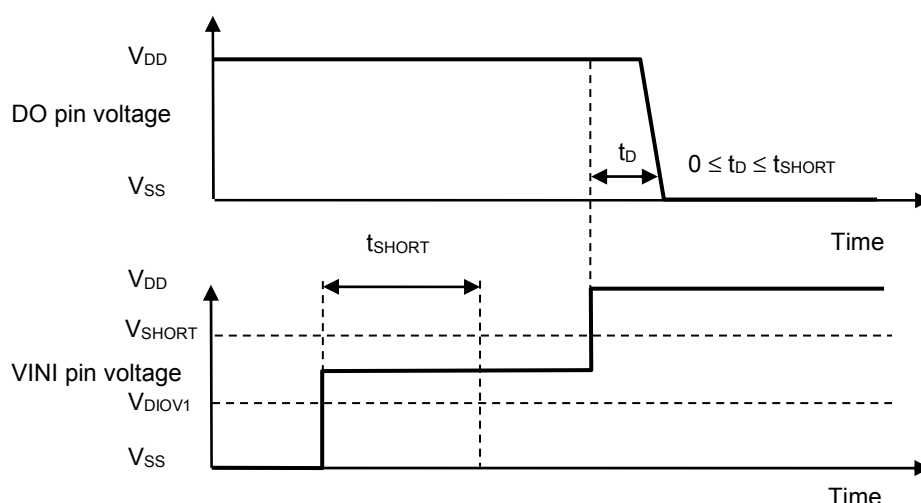 VDD
DO pin voltage
tD
0 ≤ tD ≤ tSHORT
VSS
Time
tSHORT
VDD
VSHORT
VINI pin voltage
VDIOV1
VSS
Time